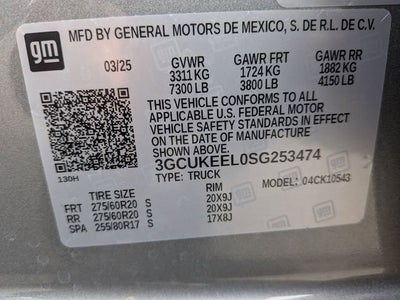 gm
MFD BY GENERAL MOTORS DE MEXICO, S. DE R.L. DE C.V.
03/25 GVWR GAWR FRT GAWR RR
3311 KG 1724 KG 1882 KG
7300 LB 3800 LB 4150 LB
THIS VEHICLE CONFORMS TO ALL
APPLICABLE U.S. FEDERAL MOTOR
VEHICLE SAFETY STANDARDS IN EFFECT
ON THE DATE OF MANUFACTURE
SHOWN ABOVE.
3GCUKEEL0SG253474
130H TYPE: TRUCK
TIRE SIZE RIM MODEL: 04CK10543
FRT 275/60R20 S 20X9J
RR 275/60R20 S 20X9J
SPA 255/80R17 S 17X8J